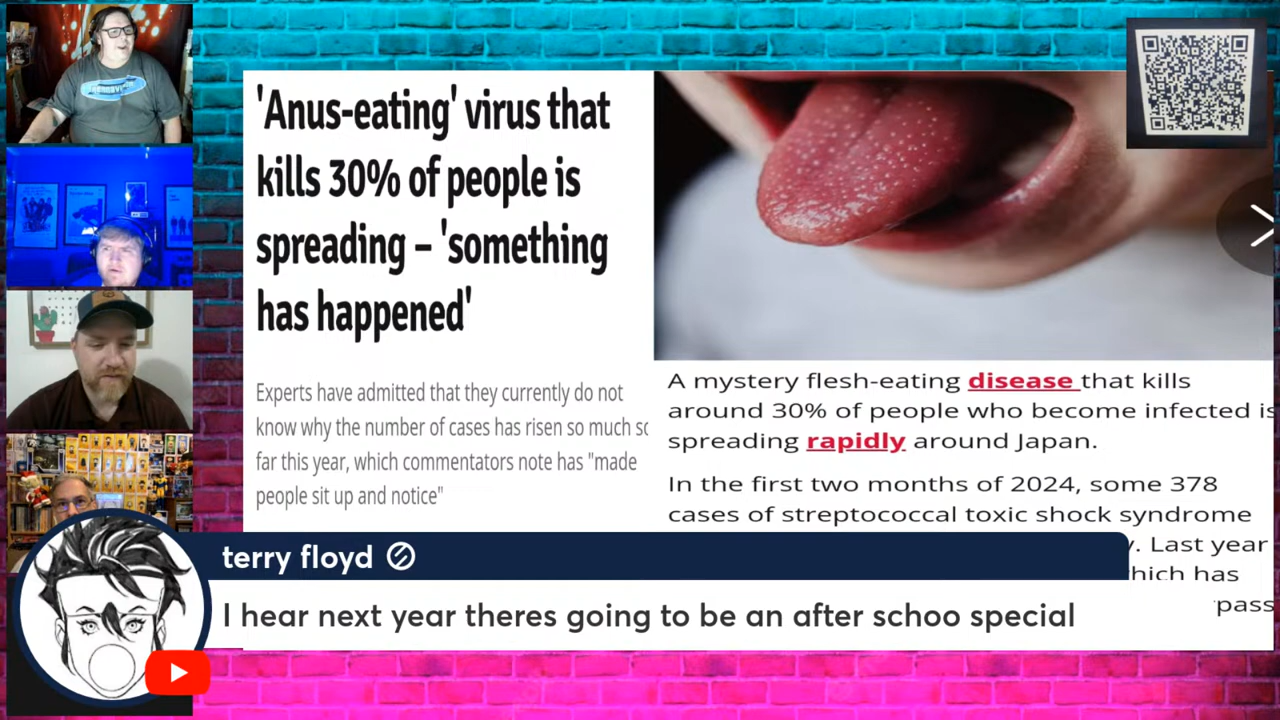 'Anus-eating' virus that
kills 30% of people is
spreading – 'something
has happened'
Experts have admitted that they currently do not
know why the number of cases has risen so much so
far this year, which commentators note has "made
people sit up and notice"
A mystery flesh-eating disease that kills
around 30% of people who become infected is
spreading rapidly around Japan.
In the first two months of 2024, some 378
cases of streptococcal toxic shock syndrome
y. Last year
which has
pass
terry floyd
I hear next year theres going to be an after schoo special